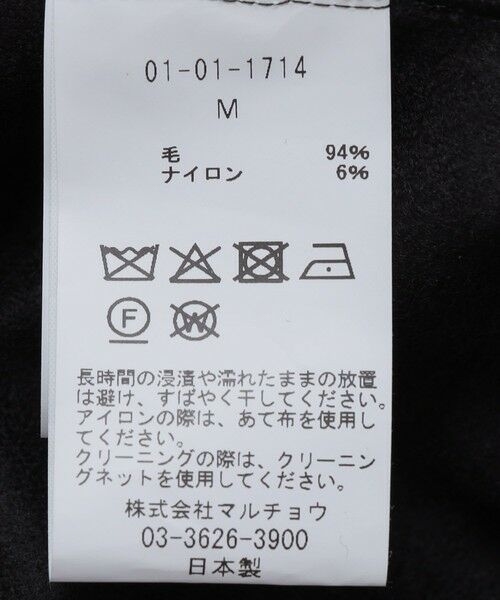 01-01-1714
M
毛 94%
ナイロン 6%
F W
長時間の浸漬や濡れたままの放置
は避け、すばやく干してください。
アイロンの際は、あて布を使用し
てください。
クリーニングの際は、クリーニン
グネットを使用してください。
株式会社マルチョウ
03-3626-3900
日本製